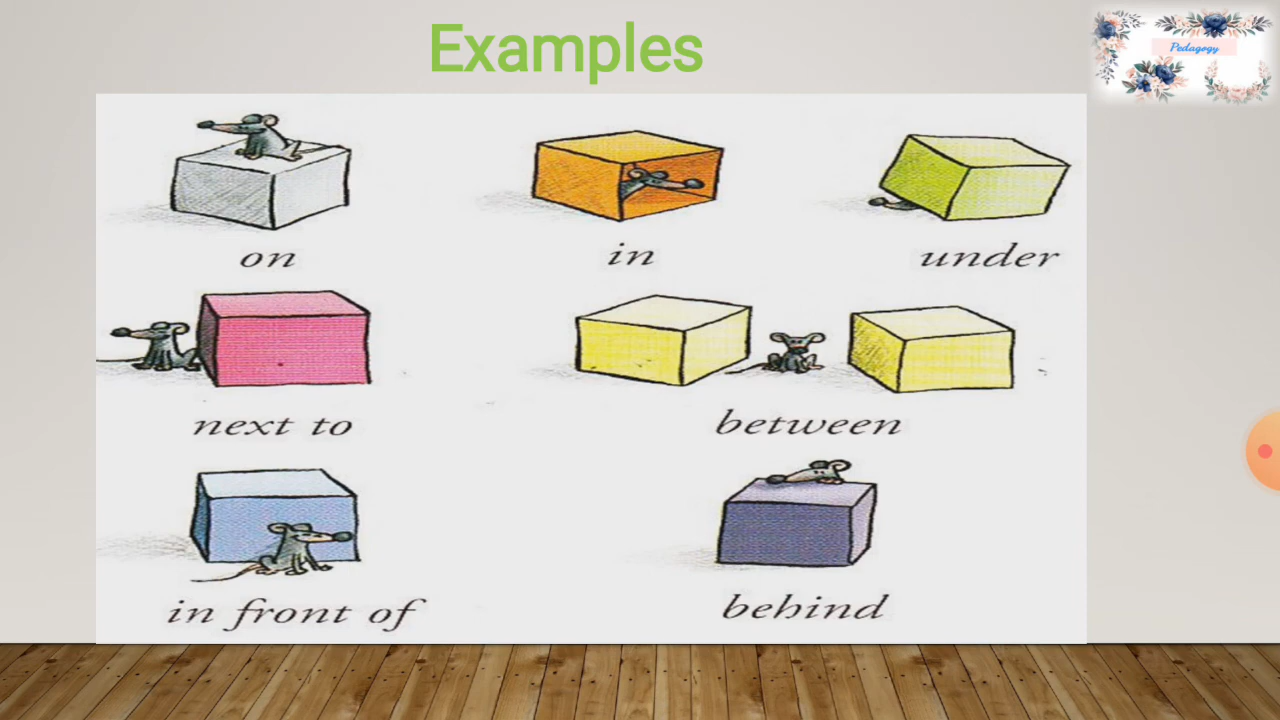 Examples
Pedagogy
on
in
under
next to
between
in front of
behind